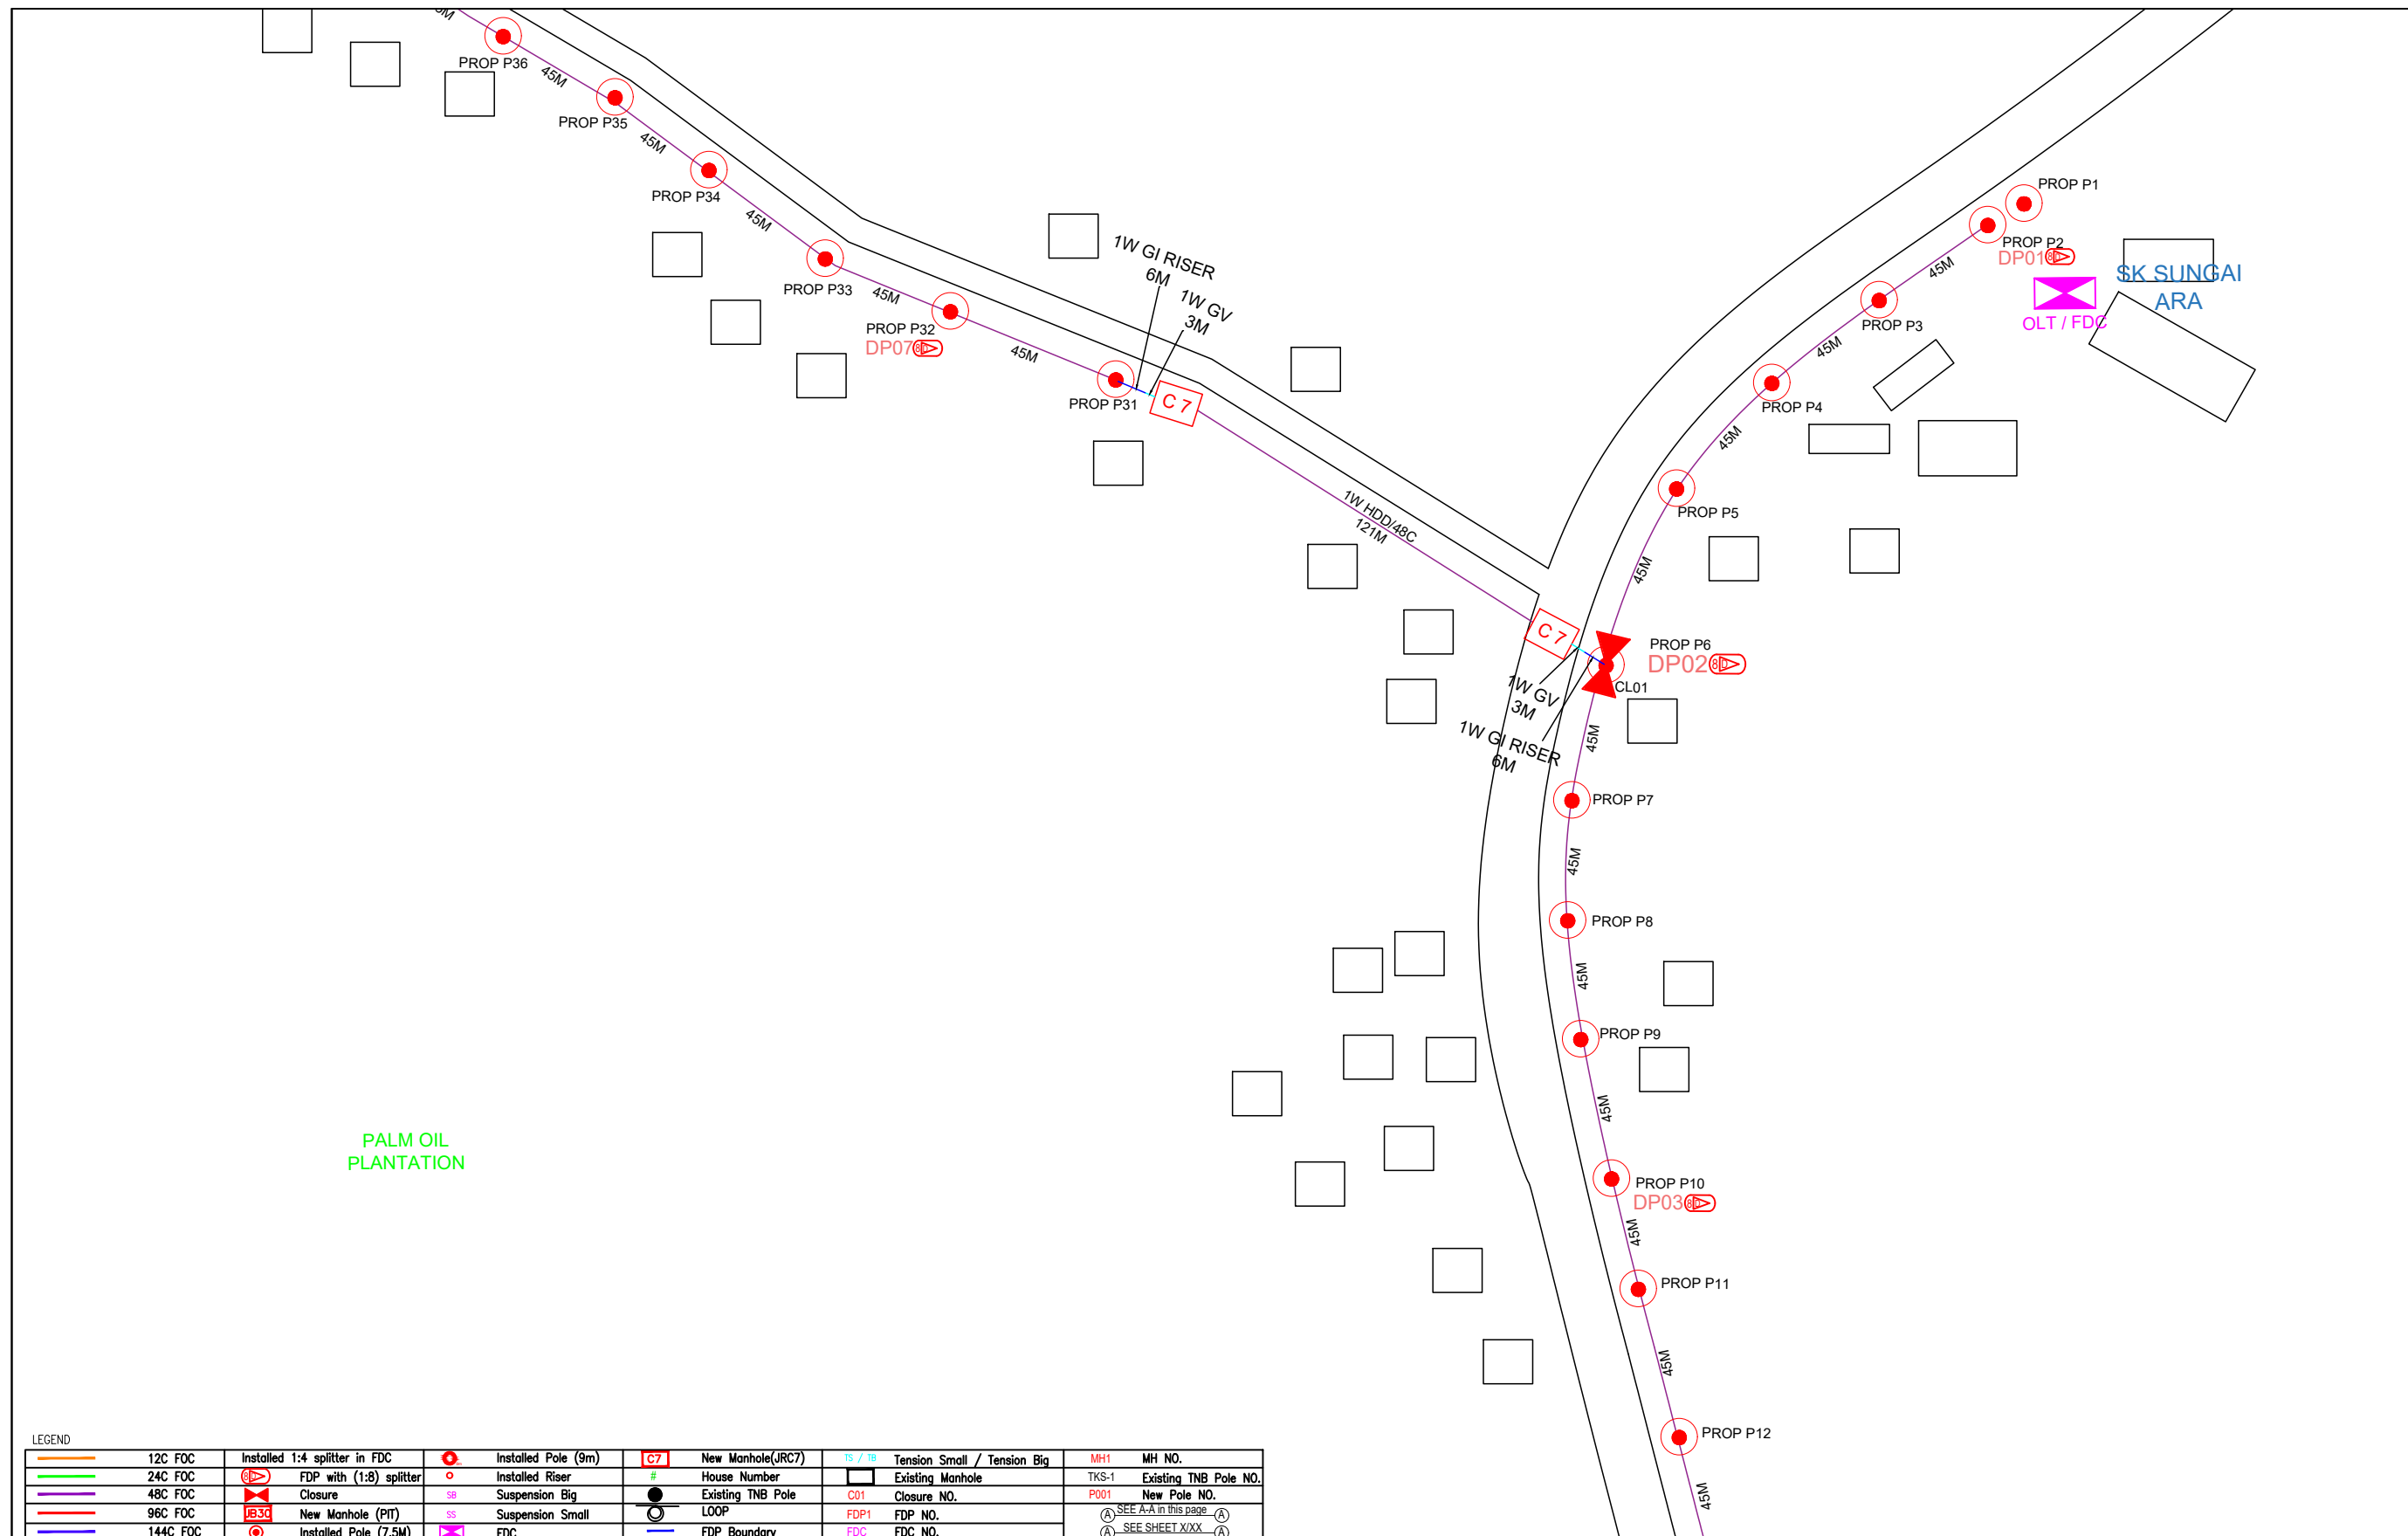 PROP P36
45M
PROP P35
45M
PROP P34
45M
PROP P33
45M
PROP P32
DP07 8D
45M
PROP P31
1W GI RISER
6M
1W GV
3M
C7
1W HDD/48C
121M
C7
1W GV
3M
1W GI RISER
6M
PROP P1
PROP P2
DP01 8D
SK SUNGAI
ARA
OLT / FDC
45M
PROP P3
45M
PROP P4
45M
PROP P5
45M
PROP P6
DP02 8D
CL01
45M
PROP P7
45M
PROP P8
45M
PROP P9
45M
PROP P10
DP03 8D
45M
PROP P11
45M
PROP P12
45M
PALM OIL
PLANTATION
LEGEND
12C FOC
Installed 1:4 splitter in FDC
Installed Pole (9m)
C7 New Manhole(JRC7)
TS / TB Tension Small / Tension Big
MH1 MH NO.
24C FOC
8D FDP with (1:8) splitter
Installed Riser
# House Number
Existing Manhole
TKS-1 Existing TNB Pole NO.
48C FOC
Closure
SB Suspension Big
Existing TNB Pole
C01 Closure NO.
P001 New Pole NO.
96C FOC
JB30 New Manhole (PIT)
SS Suspension Small
LOOP
FDP1 FDP NO.
A SEE A-A in this page A
144C FOC
Installed Pole (7.5M)
FDC
FDP Boundary
FDC FDC NO.
A SEE SHEET X/XX A